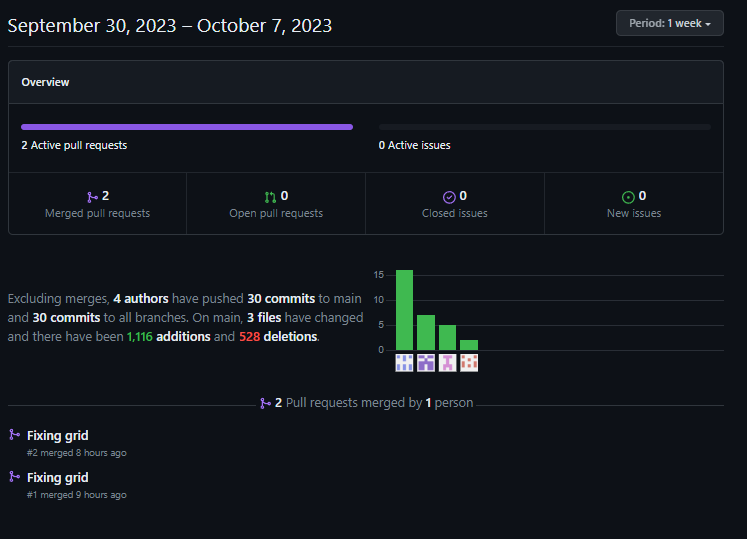 September 30, 2023 – October 7, 2023
Period: 1 week
Overview
2 Active pull requests
0 Active issues
2
Merged pull requests
0
Open pull requests
0
Closed issues
0
New issues
Excluding merges, 4 authors have pushed 30 commits to main
and 30 commits to all branches. On main, 3 files have changed
and there have been 1,116 additions and 528 deletions.
15
10
5
0
2 Pull requests merged by 1 person
Fixing grid
#2 merged 8 hours ago
Fixing grid
#1 merged 9 hours ago